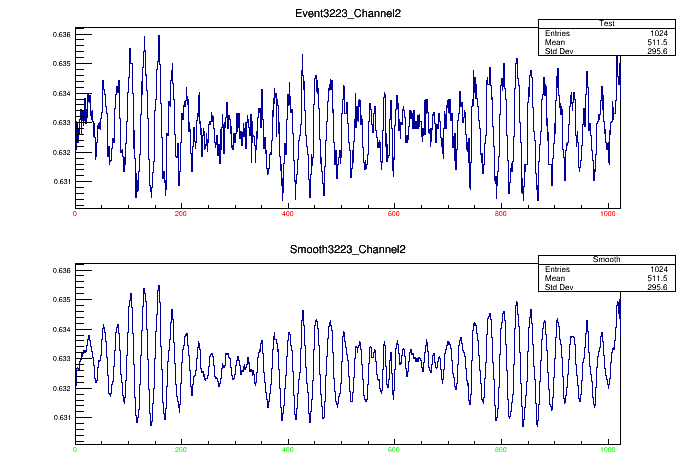 Event3223_Channel2
Test
Entries 1024
Mean 511.5
Std Dev 295.6
0.636
0.635
0.634
0.633
0.632
0.631
0 200 400 600 800 1000
Smooth3223_Channel2
Smooth
Entries 1024
Mean 511.5
Std Dev 295.6
0.636
0.635
0.634
0.633
0.632
0.631
0 200 400 600 800 1000